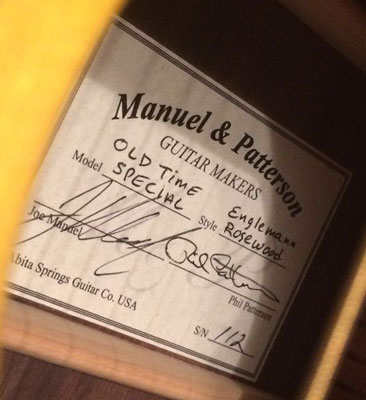 Manuel & Patterson
GUITAR MAKERS
Model OLD TIME SPECIAL Style Englemann Rosewood
Joe Manuel
Phil Patterson
Abita Springs Guitar Co. USA
S/N 112